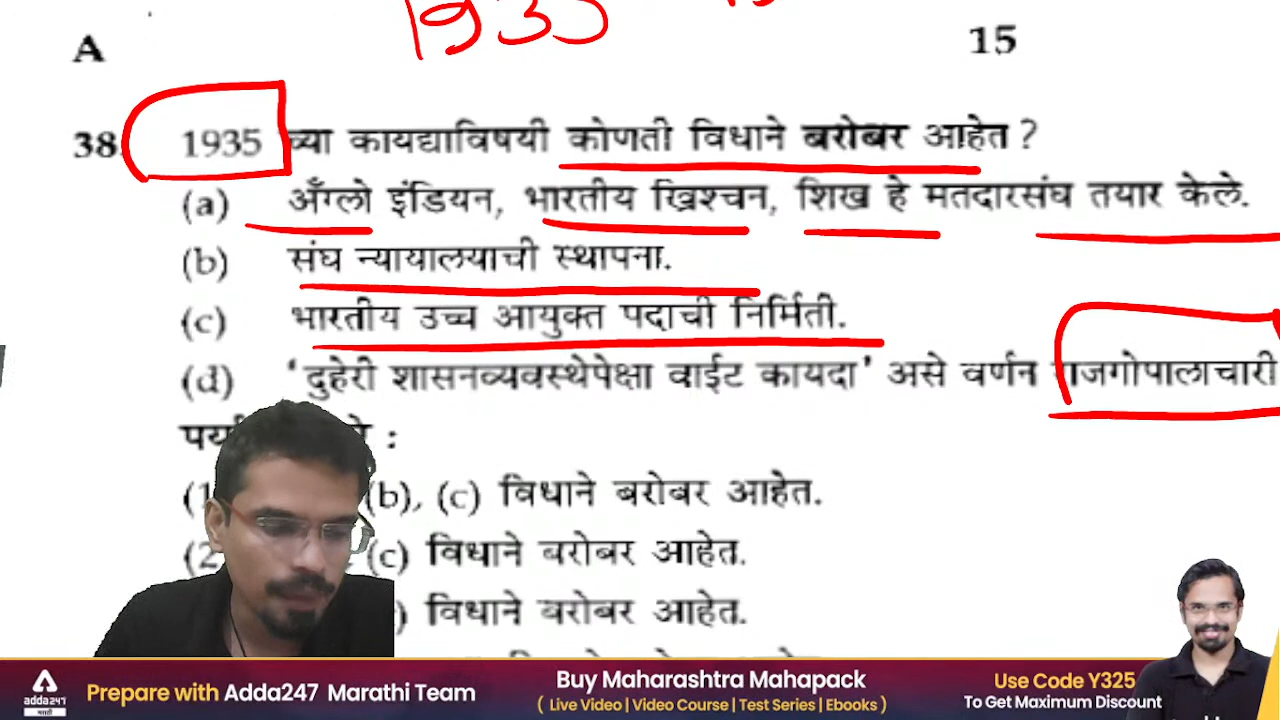 1935
A
15
38. 1935 च्या कायद्याविषयी कोणती विधाने बरोबर आहेत ?
(a) अँग्लो इंडियन, भारतीय ख्रिश्चन, शिख हे मतदारसंघ तयार केले.
(b) संघ न्यायालयाची स्थापना.
(c) भारतीय उच्च आयुक्त पदाची निर्मिती.
(d) 'दुहेरी शासनव्यवस्थेपेक्षा वाईट कायदा' असे वर्णन राजगोपालाचारी
:
(b), (c) विधाने बरोबर आहेत.
(c) विधाने बरोबर आहेत.
विधाने बरोबर आहेत.
adda247
मराठी
Prepare with Adda247 Marathi Team
Buy Maharashtra Mahapack
( Live Video | Video Course | Test Series | Ebooks )
Use Code Y325
To Get Maximum Discount